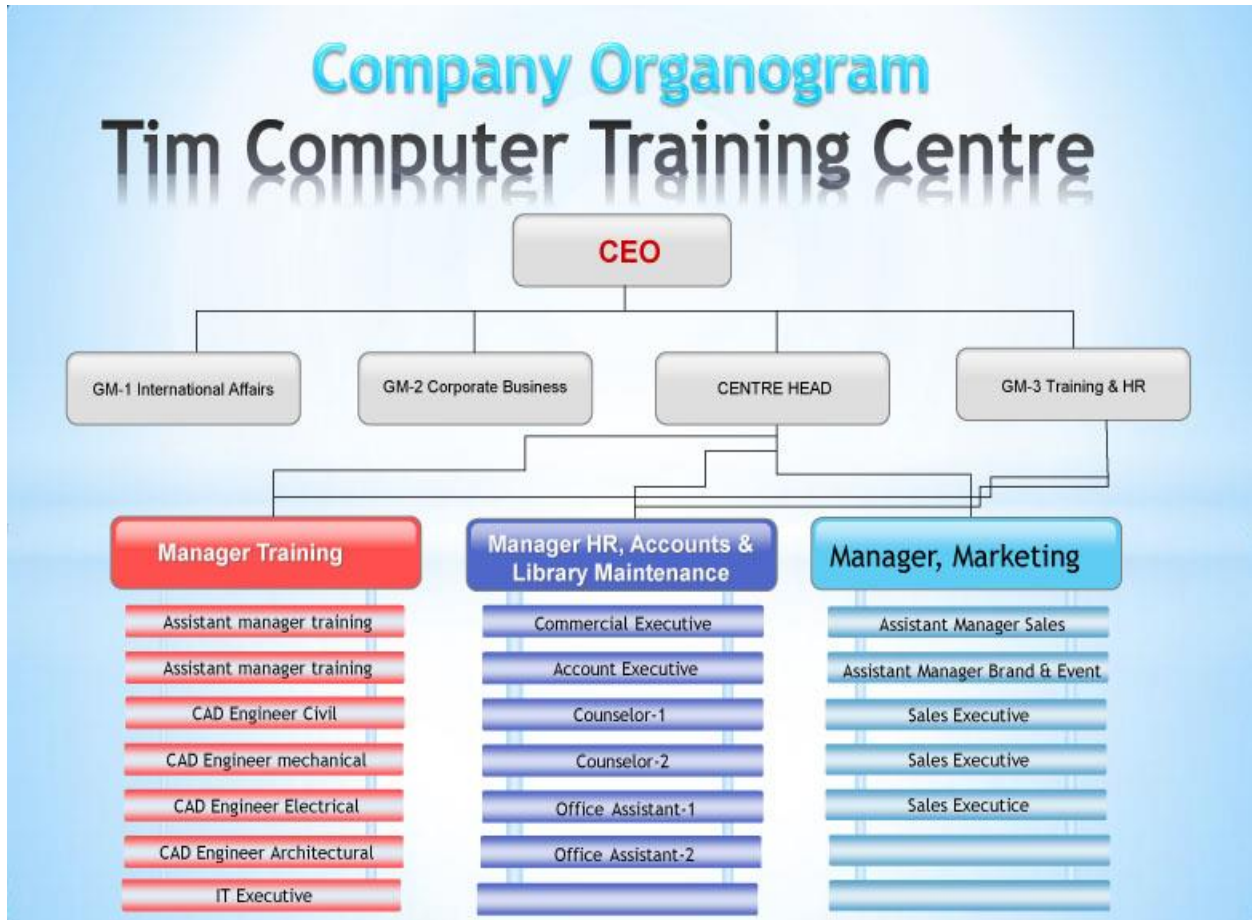 Company Organogram
Tim Computer Training Centre
CEO
GM-1 International Affairs
GM-2 Corporate Business
CENTRE HEAD
GM-3 Training & HR
Manager Training
Assistant manager training
Assistant manager training
CAD Engineer Civil
CAD Engineer mechanical
CAD Engineer Electrical
CAD Engineer Architectural
IT Executive
Manager HR, Accounts &
Library Maintenance
Commercial Executive
Account Executive
Counselor-1
Counselor-2
Office Assistant-1
Office Assistant-2
Manager, Marketing
Assistant Manager Sales
Assistant Manager Brand & Event
Sales Executive
Sales Executive
Sales Executice